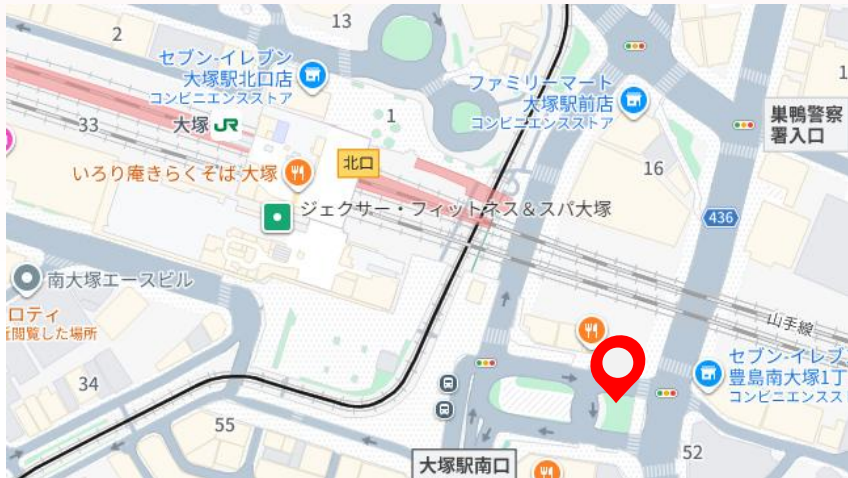 13
2
セブン-イレブン
大塚駅北口店
コンビニエンスストア
ファミリーマート
大塚駅前店
コンビニエンスストア
1
1
巣鴨警察
署入口
33
大塚 JR
北口
16
いろり庵きらくそば 大塚
ジェクサー・フィットネス&スパ大塚
436
南大塚エースビル
ロティ
近閲覧した場所
山手線
セブン-イレブ
豊島南大塚1丁
コンビニエンスス
34
55
大塚駅南口
52